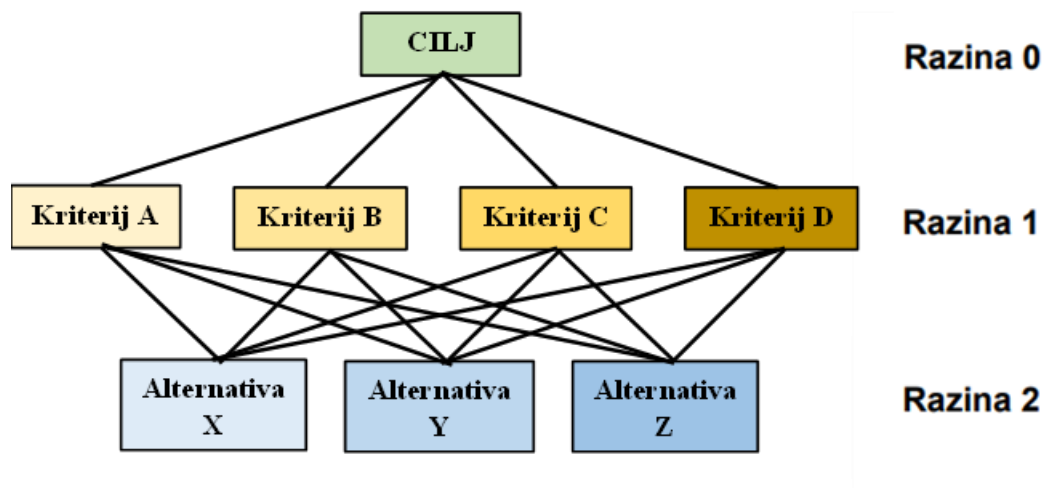 CILJ
Razina 0
Kriterij A
Kriterij B
Kriterij C
Kriterij D
Razina 1
Alternativa
X
Alternativa
Y
Alternativa
Z
Razina 2